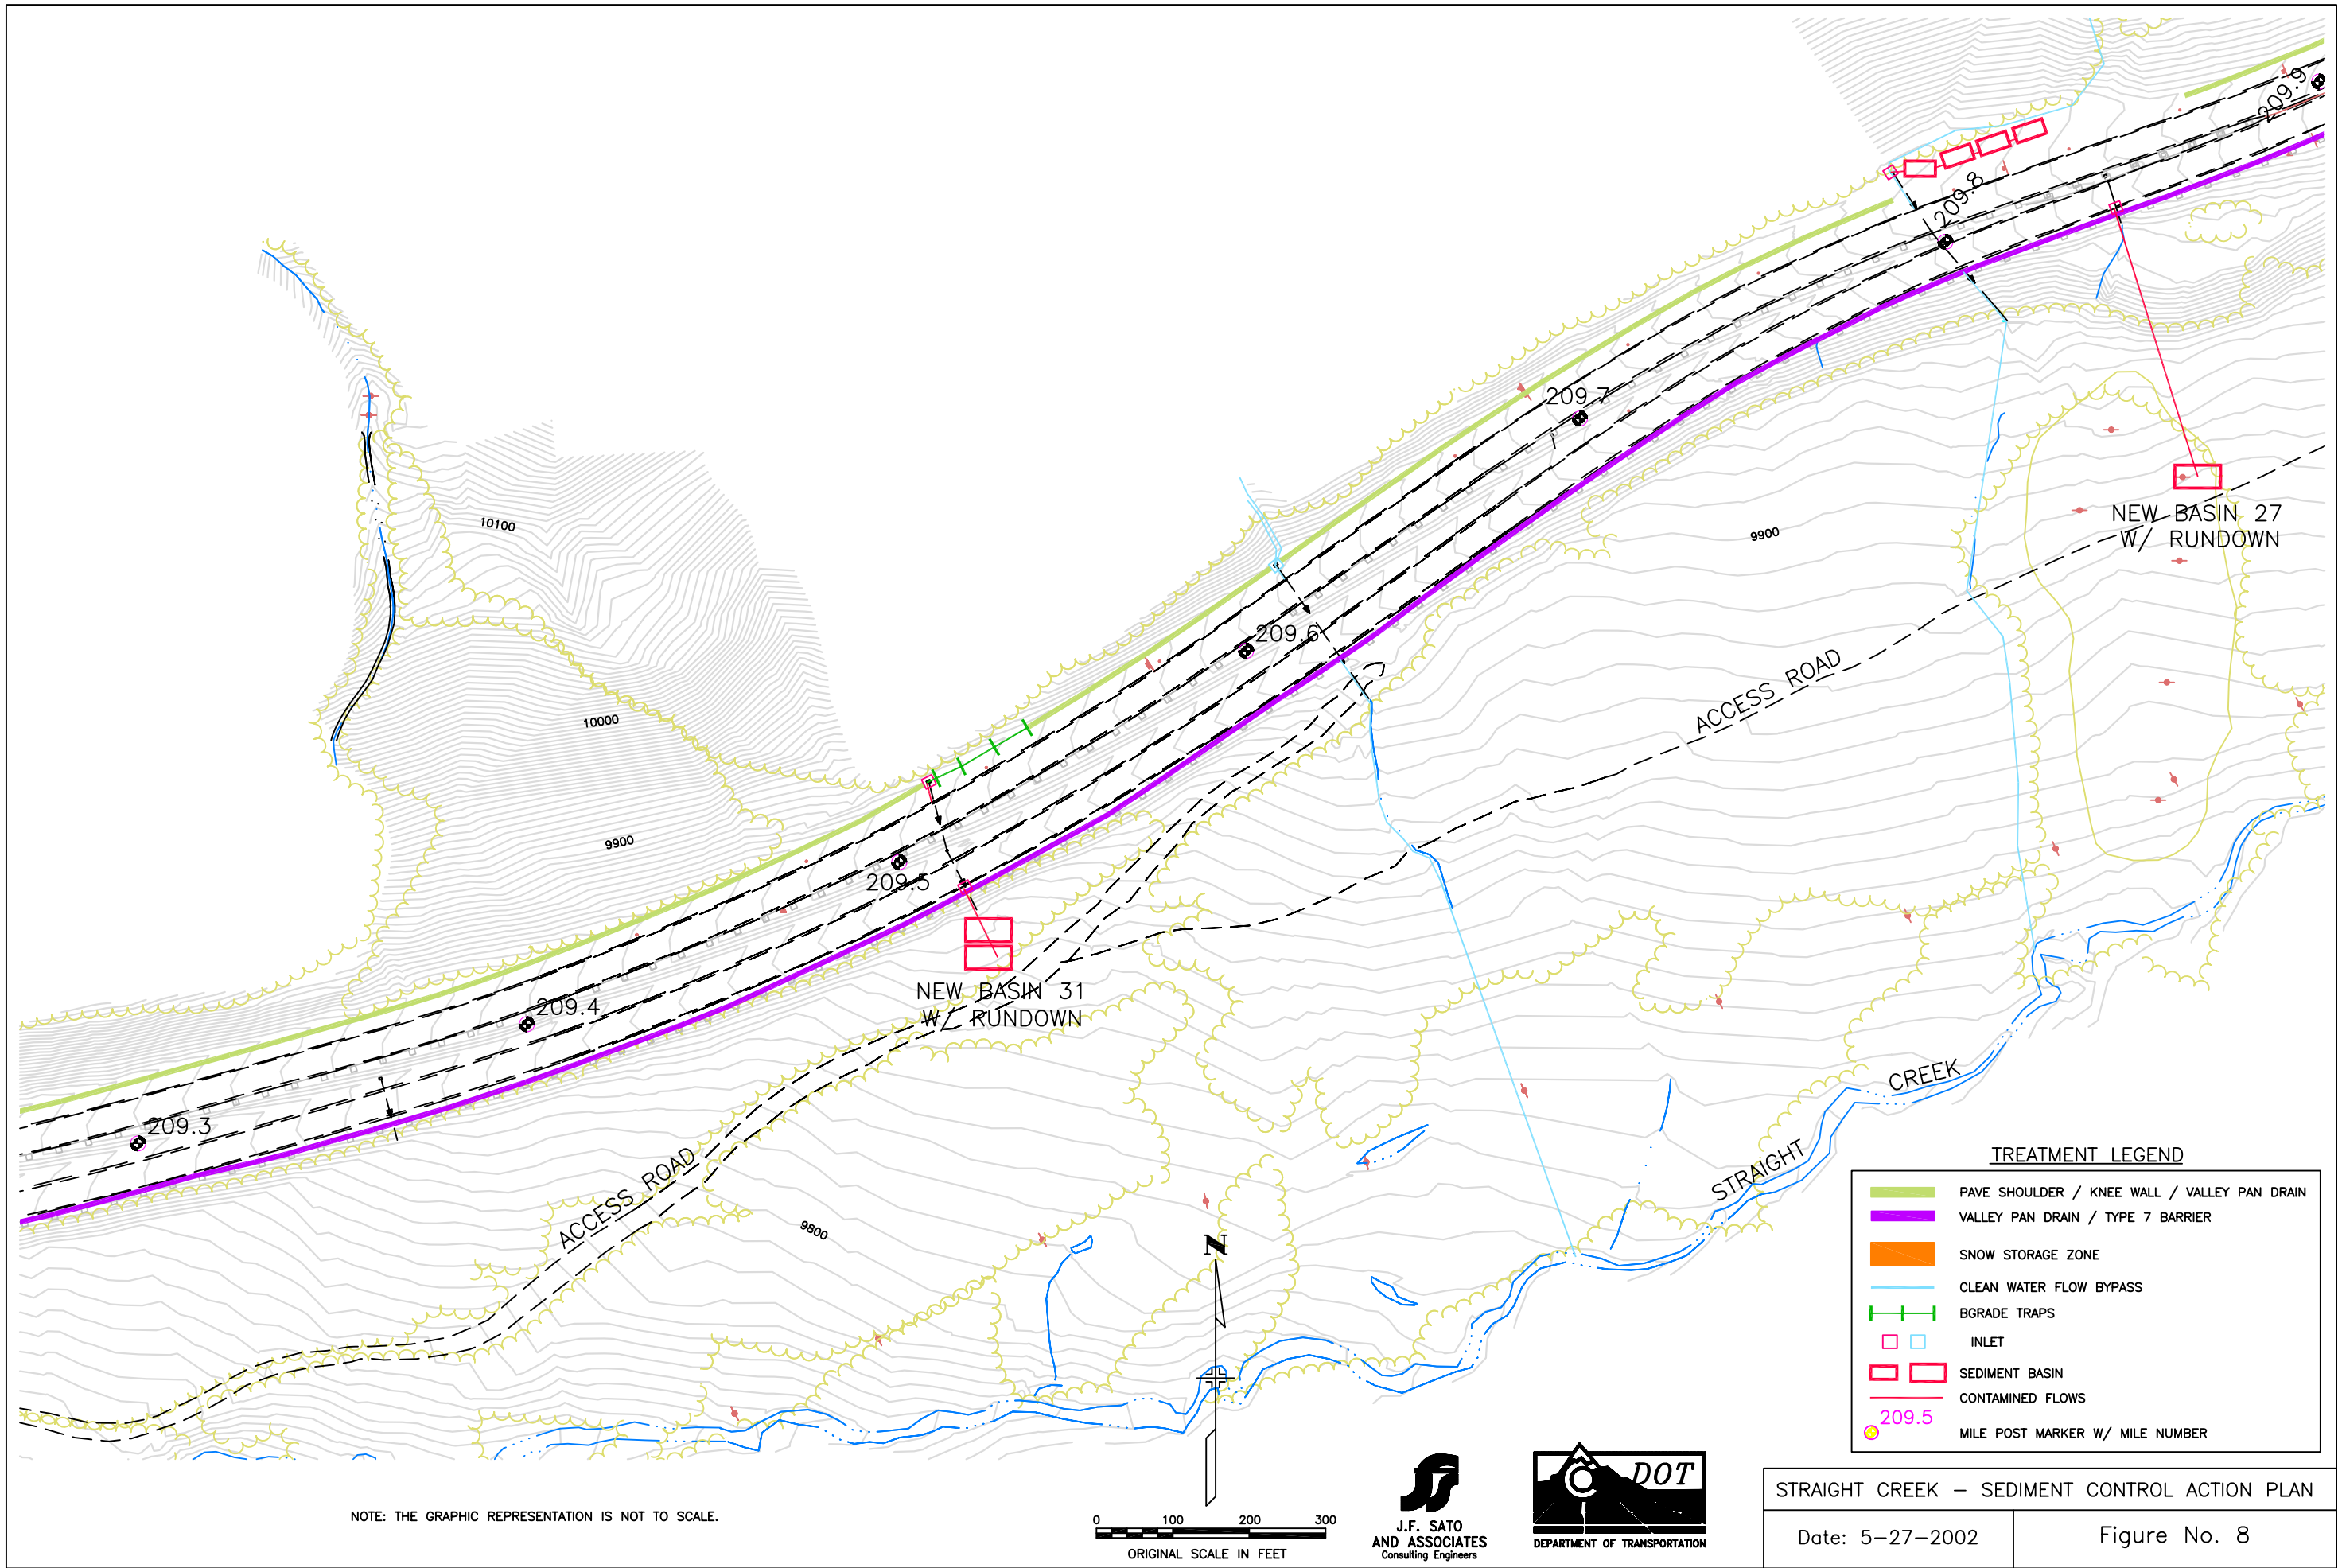 209.9
209.8
209.7
NEW BASIN 27
W/ RUNDOWN
10100
9900
209.6
ACCESS ROAD
10000
9900
209.5
NEW BASIN 31
W/ RUNDOWN
209.4
209.3
ACCESS ROAD
9800
STRAIGHT CREEK
N
TREATMENT LEGEND
PAVE SHOULDER / KNEE WALL / VALLEY PAN DRAIN
VALLEY PAN DRAIN / TYPE 7 BARRIER
SNOW STORAGE ZONE
CLEAN WATER FLOW BYPASS
BGRADE TRAPS
INLET
SEDIMENT BASIN
CONTAMINED FLOWS
209.5
MILE POST MARKER W/ MILE NUMBER
NOTE: THE GRAPHIC REPRESENTATION IS NOT TO SCALE.
0 100 200 300
ORIGINAL SCALE IN FEET
J.F. SATO
AND ASSOCIATES
Consulting Engineers
C DOT
DEPARTMENT OF TRANSPORTATION
STRAIGHT CREEK – SEDIMENT CONTROL ACTION PLAN
Date: 5-27-2002
Figure No. 8